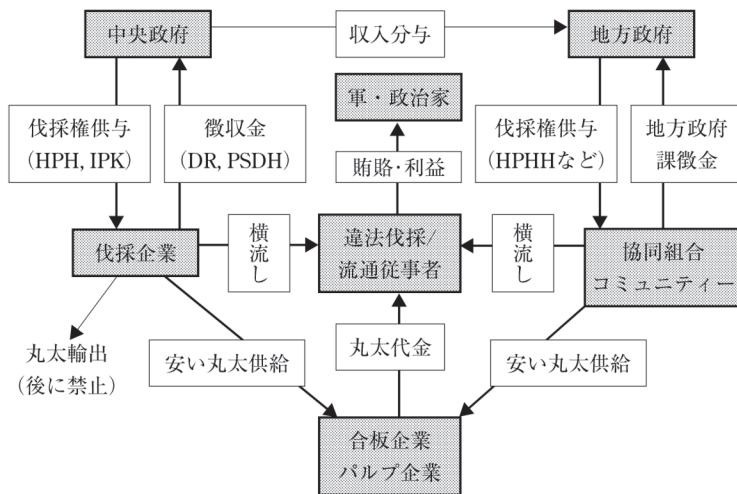 中央政府
収入分与
地方政府
軍・政治家
伐採権供与
(HPH, IPK)
徴収金
(DR, PSDH)
賄賂・利益
伐採権供与
(HPHHなど)
地方政府
課徴金
伐採企業
横流し
違法伐採/
流通従事者
横流し
協同組合
コミュニティー
丸太輸出
(後に禁止)
安い丸太供給
丸太代金
安い丸太供給
合板企業
パルプ企業